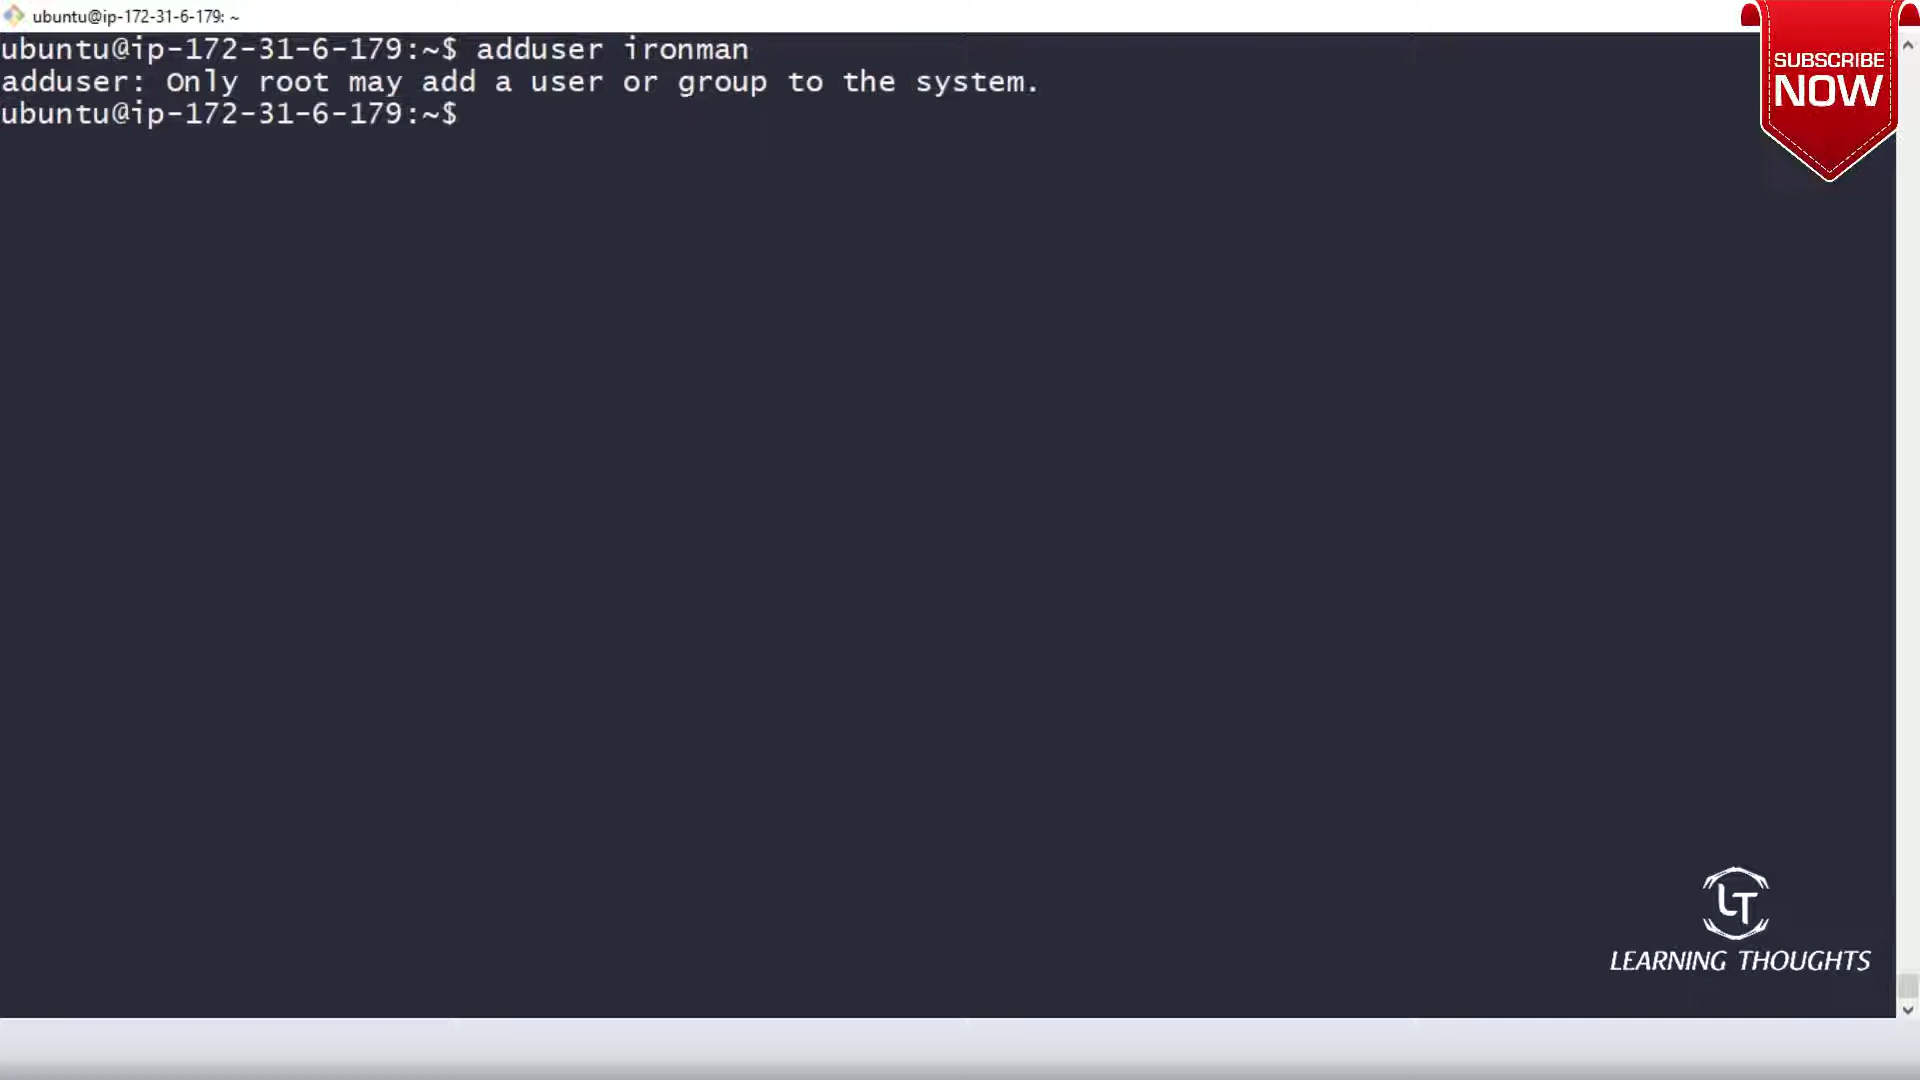 ubuntu@ip-172-31-6-179: ~
ubuntu@ip-172-31-6-179:~$ adduser ironman
adduser: Only root may add a user or group to the system.
ubuntu@ip-172-31-6-179:~$
SUBSCRIBE
NOW
LT
LEARNING THOUGHTS